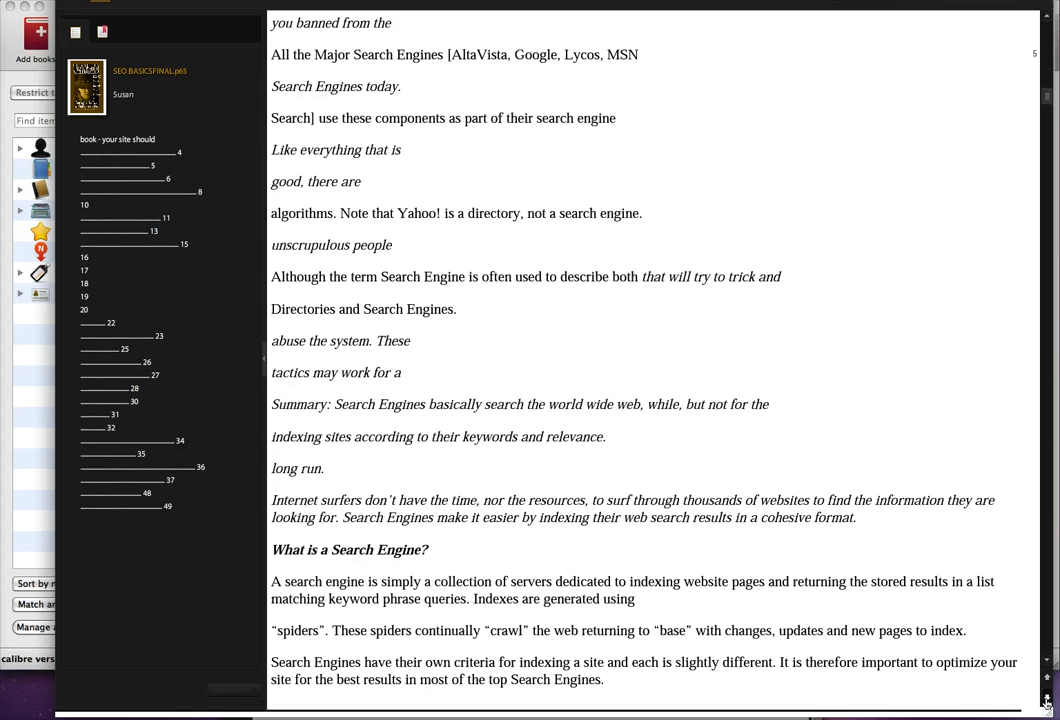 Add books
Restrict t
Find iten
Sort by n
Match an
Manage a
calibre vers
SEO BASICSFINAL.p65
Susan
book - your site should
4
5
6
8
10
11
13
15
16
17
18
19
20
22
23
25
26
27
28
30
31
32
34
35
36
37
48
49
you banned from the
All the Major Search Engines [AltaVista, Google, Lycos, MSN
5
Search Engines today.
Search] use these components as part of their search engine
Like everything that is
good, there are
algorithms. Note that Yahoo! is a directory, not a search engine.
unscrupulous people
Although the term Search Engine is often used to describe both that will try to trick and
Directories and Search Engines.
abuse the system. These
tactics may work for a
Summary: Search Engines basically search the world wide web, while, but not for the
indexing sites according to their keywords and relevance.
long run.
Internet surfers don't have the time, nor the resources, to surf through thousands of websites to find the information they are
looking for. Search Engines make it easier by indexing their web search results in a cohesive format.
What is a Search Engine?
A search engine is simply a collection of servers dedicated to indexing website pages and returning the stored results in a list
matching keyword phrase queries. Indexes are generated using
“spiders”. These spiders continually “crawl” the web returning to “base” with changes, updates and new pages to index.
Search Engines have their own criteria for indexing a site and each is slightly different. It is therefore important to optimize your
site for the best results in most of the top Search Engines.